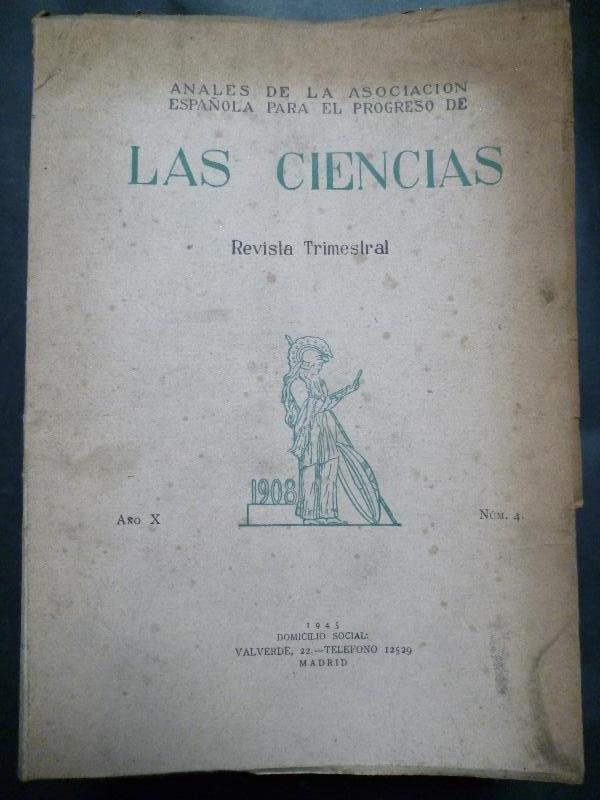 ANALES DE LA ASOCIACION
ESPAÑOLA PARA EL PROGRESO DE
LAS CIENCIAS
Revista Trimestral
1908
AÑO X
NÚM. 4.
1945
DOMICILIO SOCIAL:
VALVERDE, 22.—TELEFONO 12529
MADRID